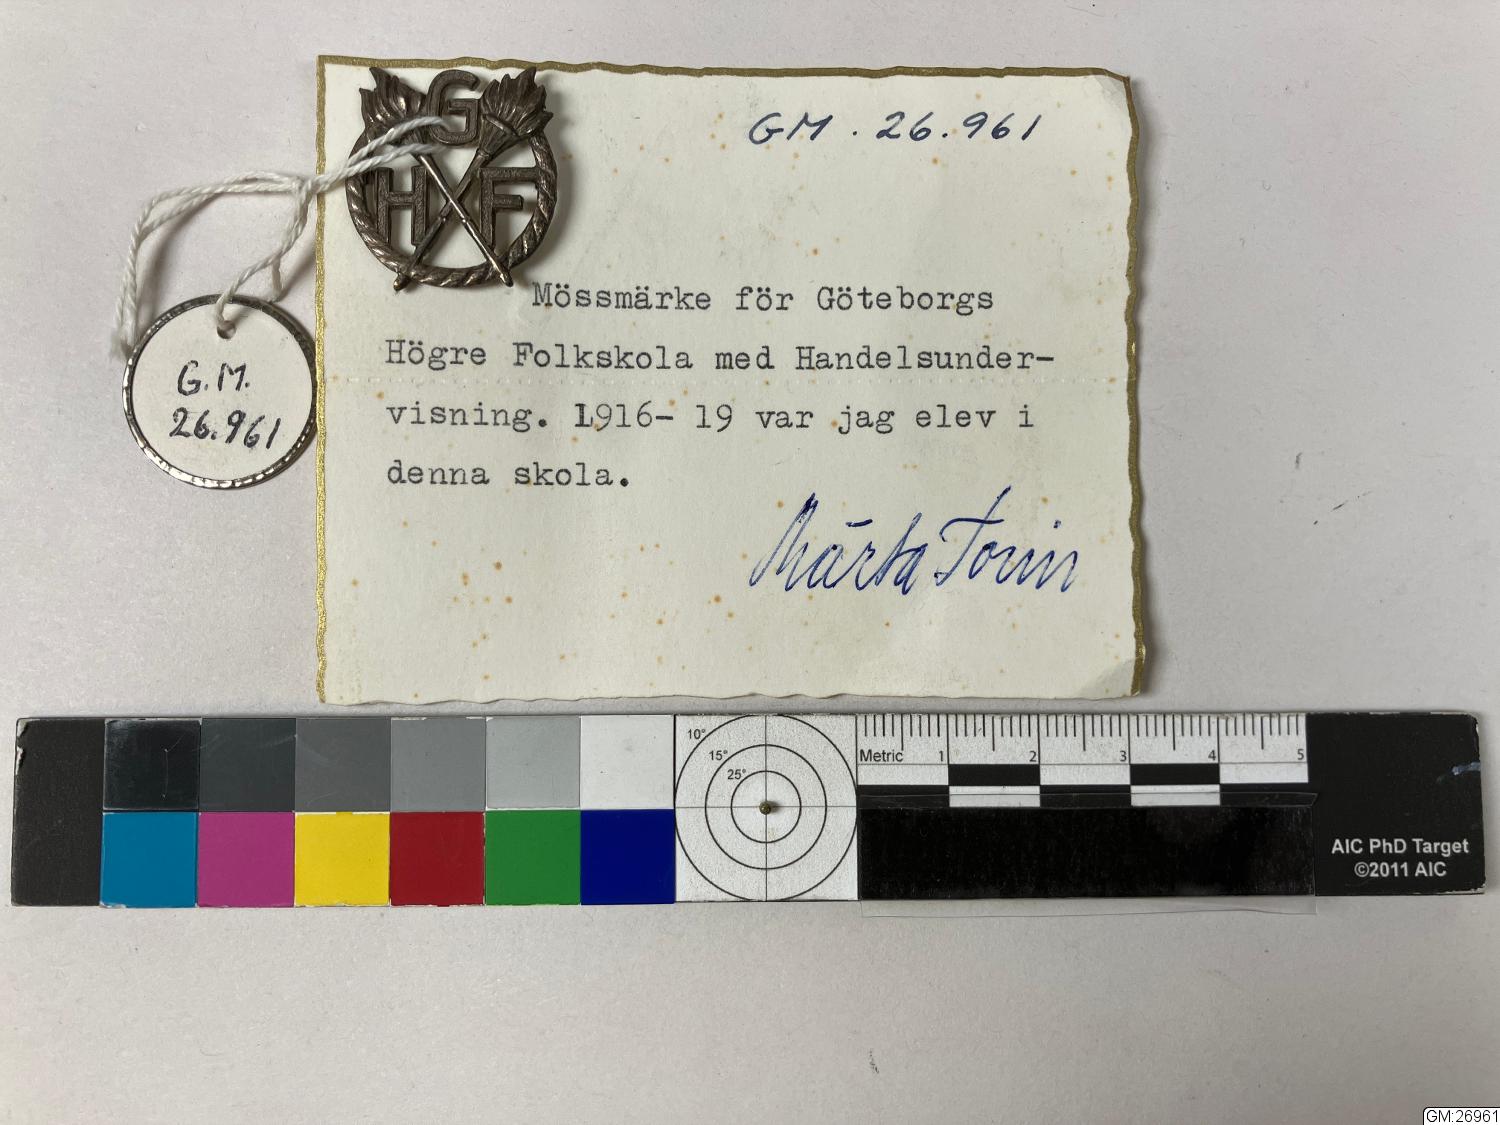 G
H F
GM. 26.961
Mössmärke för Göteborgs
Högre Folkskola med Handelsunder-
visning. 1916- 19 var jag elev i
denna skola.
Märta Torin
G.M.
26.961
10°
15°
25°
Metric 1 2 3 4 5
AIC PhD Target
©2011 AIC
GM:26961